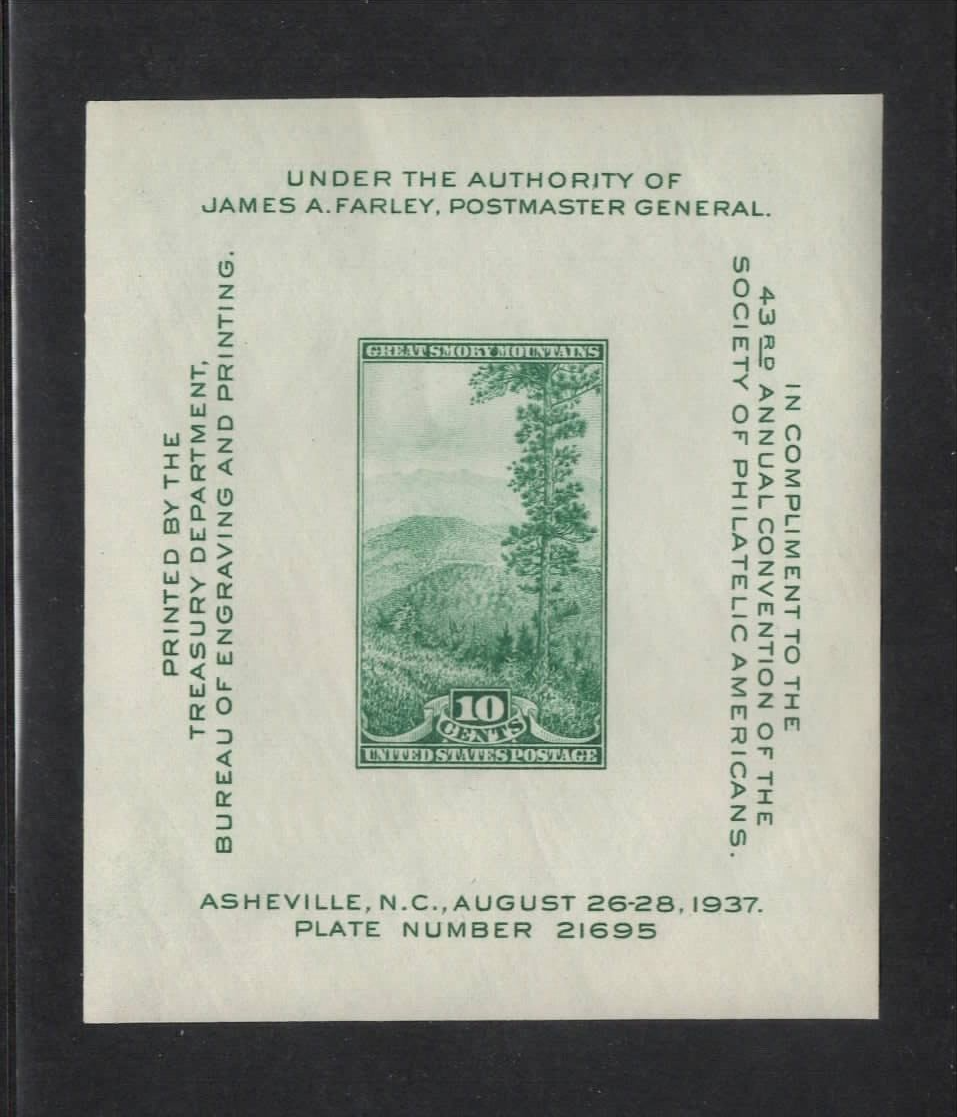 UNDER THE AUTHORITY OF
JAMES A. FARLEY, POSTMASTER GENERAL.
PRINTED BY THE
TREASURY DEPARTMENT,
BUREAU OF ENGRAVING AND PRINTING.
GREAT SMOKY MOUNTAINS
10
CENTS
UNITED STATES POSTAGE
IN COMPLIMENT TO THE
43RD ANNUAL CONVENTION OF THE
SOCIETY OF PHILATELIC AMERICANS.
ASHEVILLE, N.C., AUGUST 26-28, 1937.
PLATE NUMBER 21695